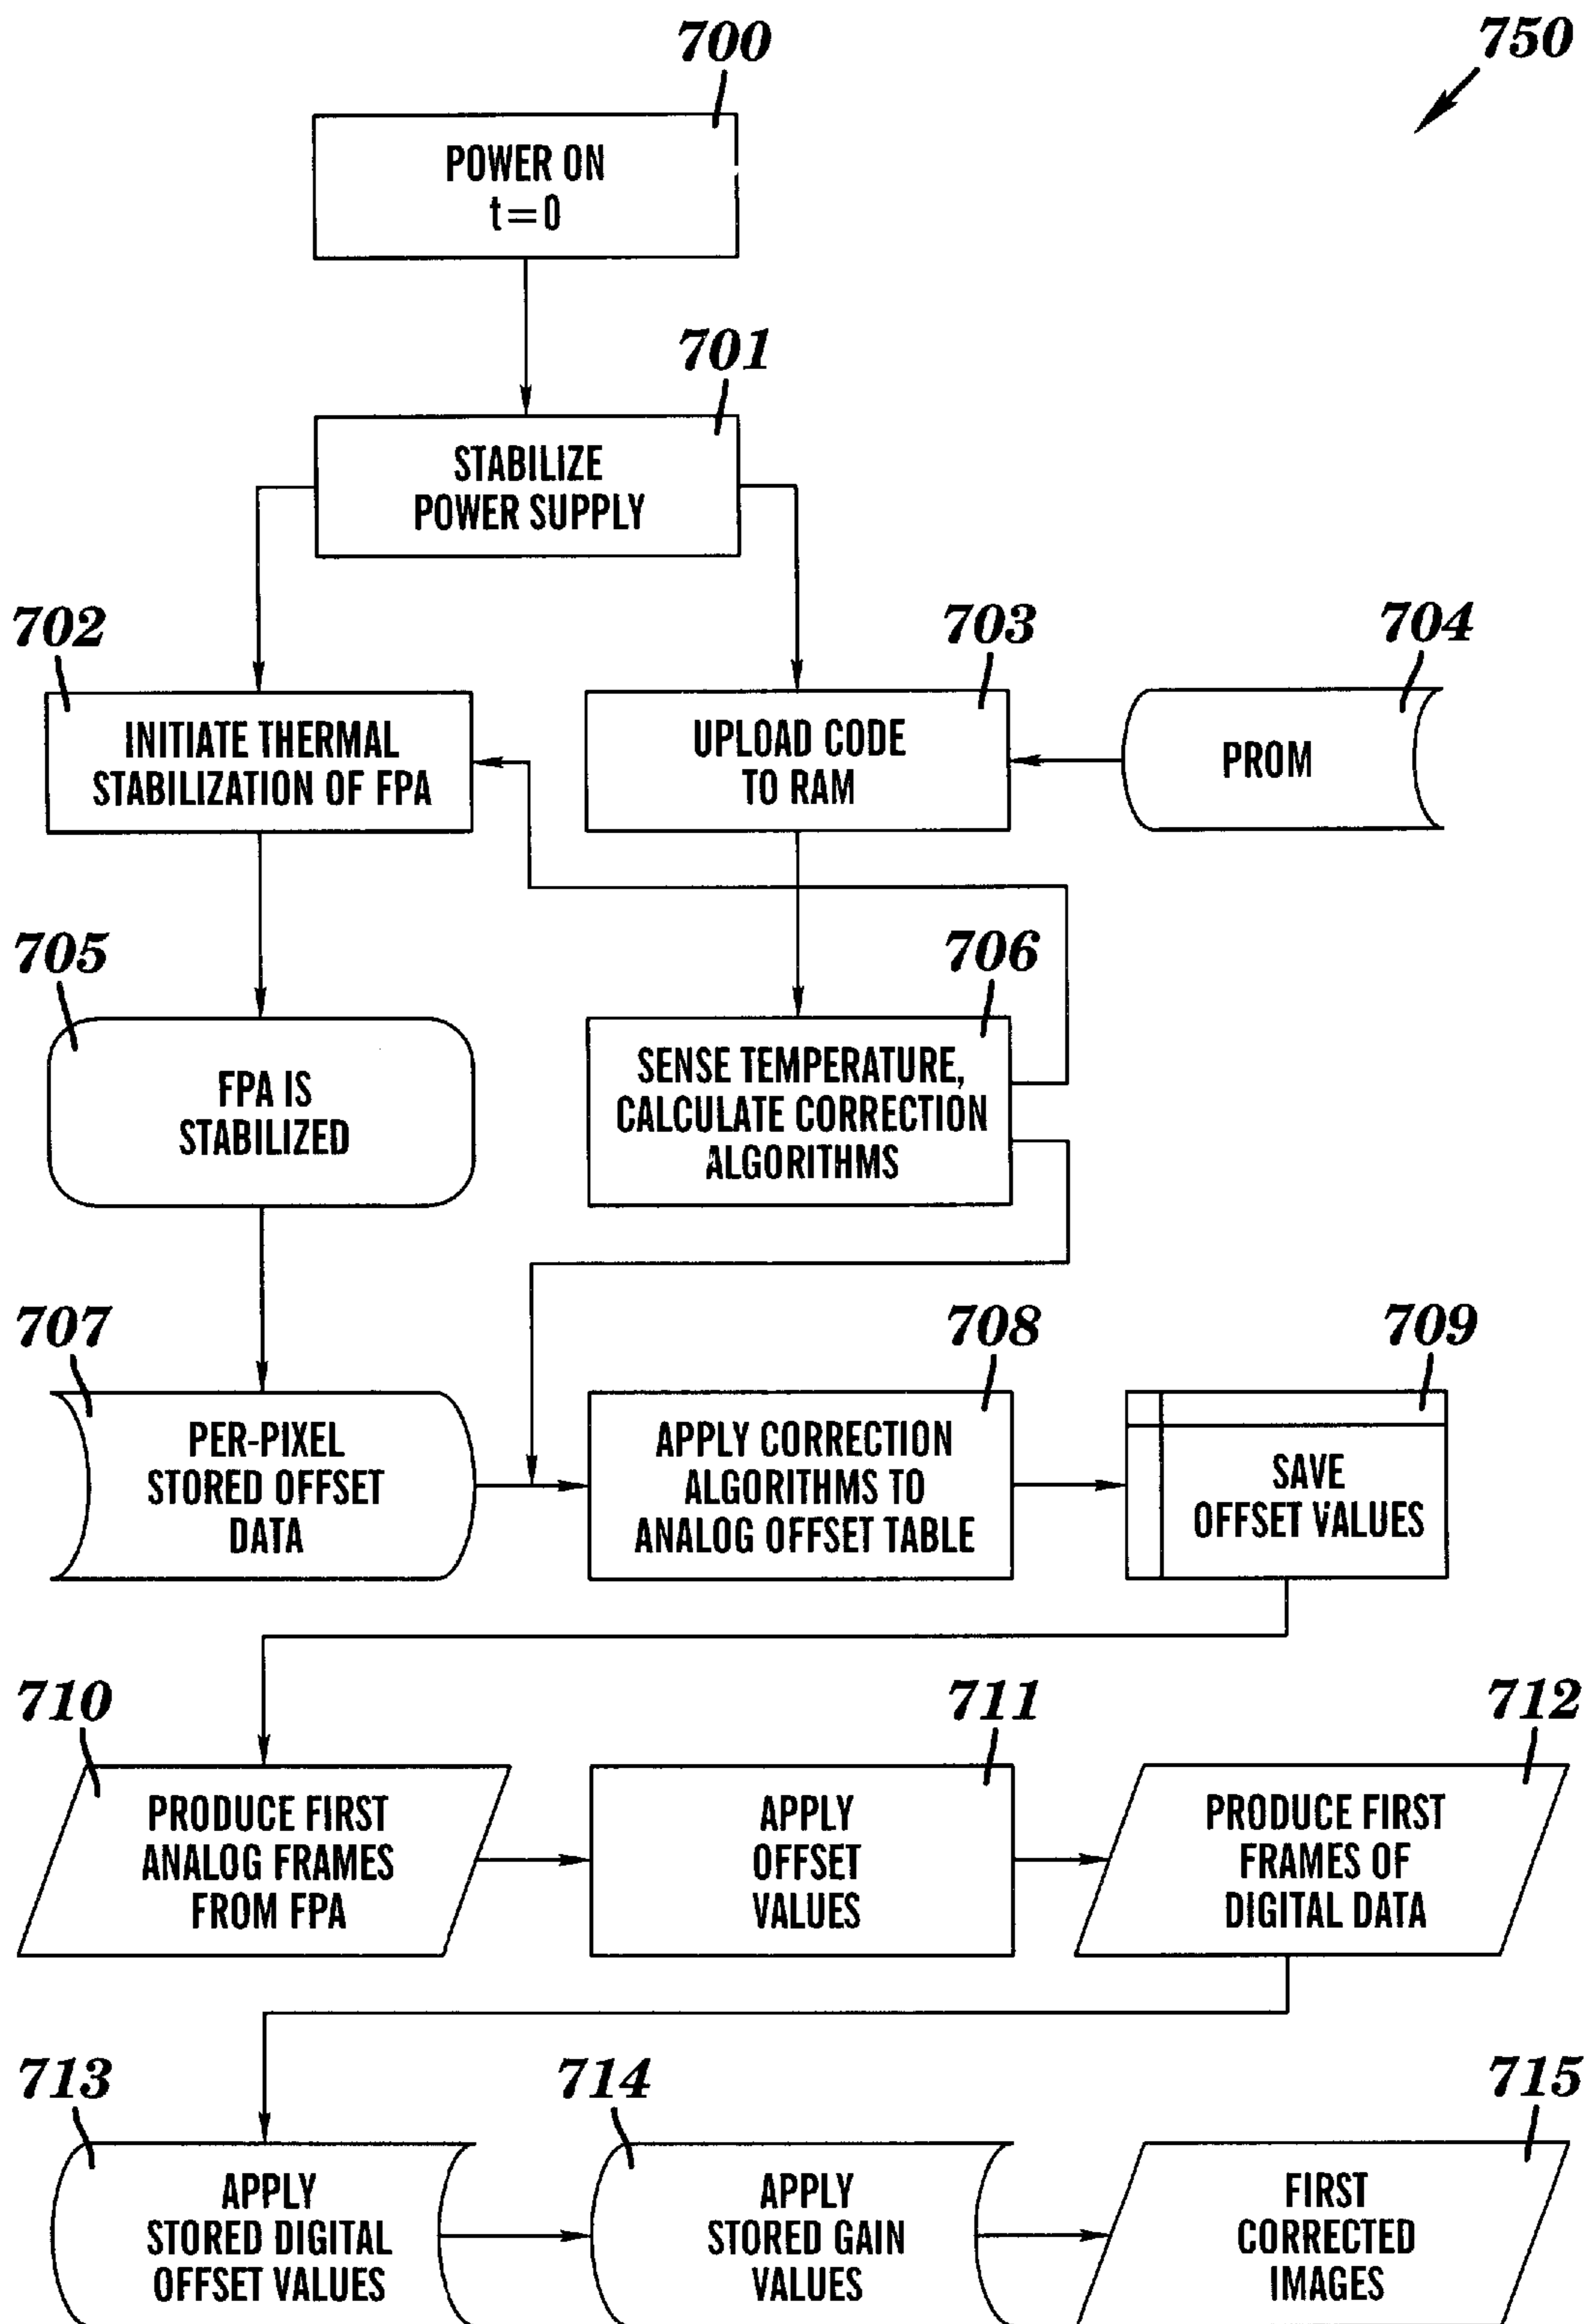 700
750
POWER ON
t=0
701
STABILIZE
POWER SUPPLY
702
703
704
INITIATE THERMAL
STABILIZATION OF FPA
UPLOAD CODE
TO RAM
PROM
705
706
FPA IS
STABILIZED
SENSE TEMPERATURE,
CALCULATE CORRECTION
ALGORITHMS
707
708
709
PER-PIXEL
STORED OFFSET
DATA
APPLY CORRECTION
ALGORITHMS TO
ANALOG OFFSET TABLE
SAVE
OFFSET VALUES
710
711
712
PRODUCE FIRST
ANALOG FRAMES
FROM FPA
APPLY
OFFSET
VALUES
PRODUCE FIRST
FRAMES OF
DIGITAL DATA
713
714
715
APPLY
STORED DIGITAL
OFFSET VALUES
APPLY
STORED GAIN
VALUES
FIRST
CORRECTED
IMAGES